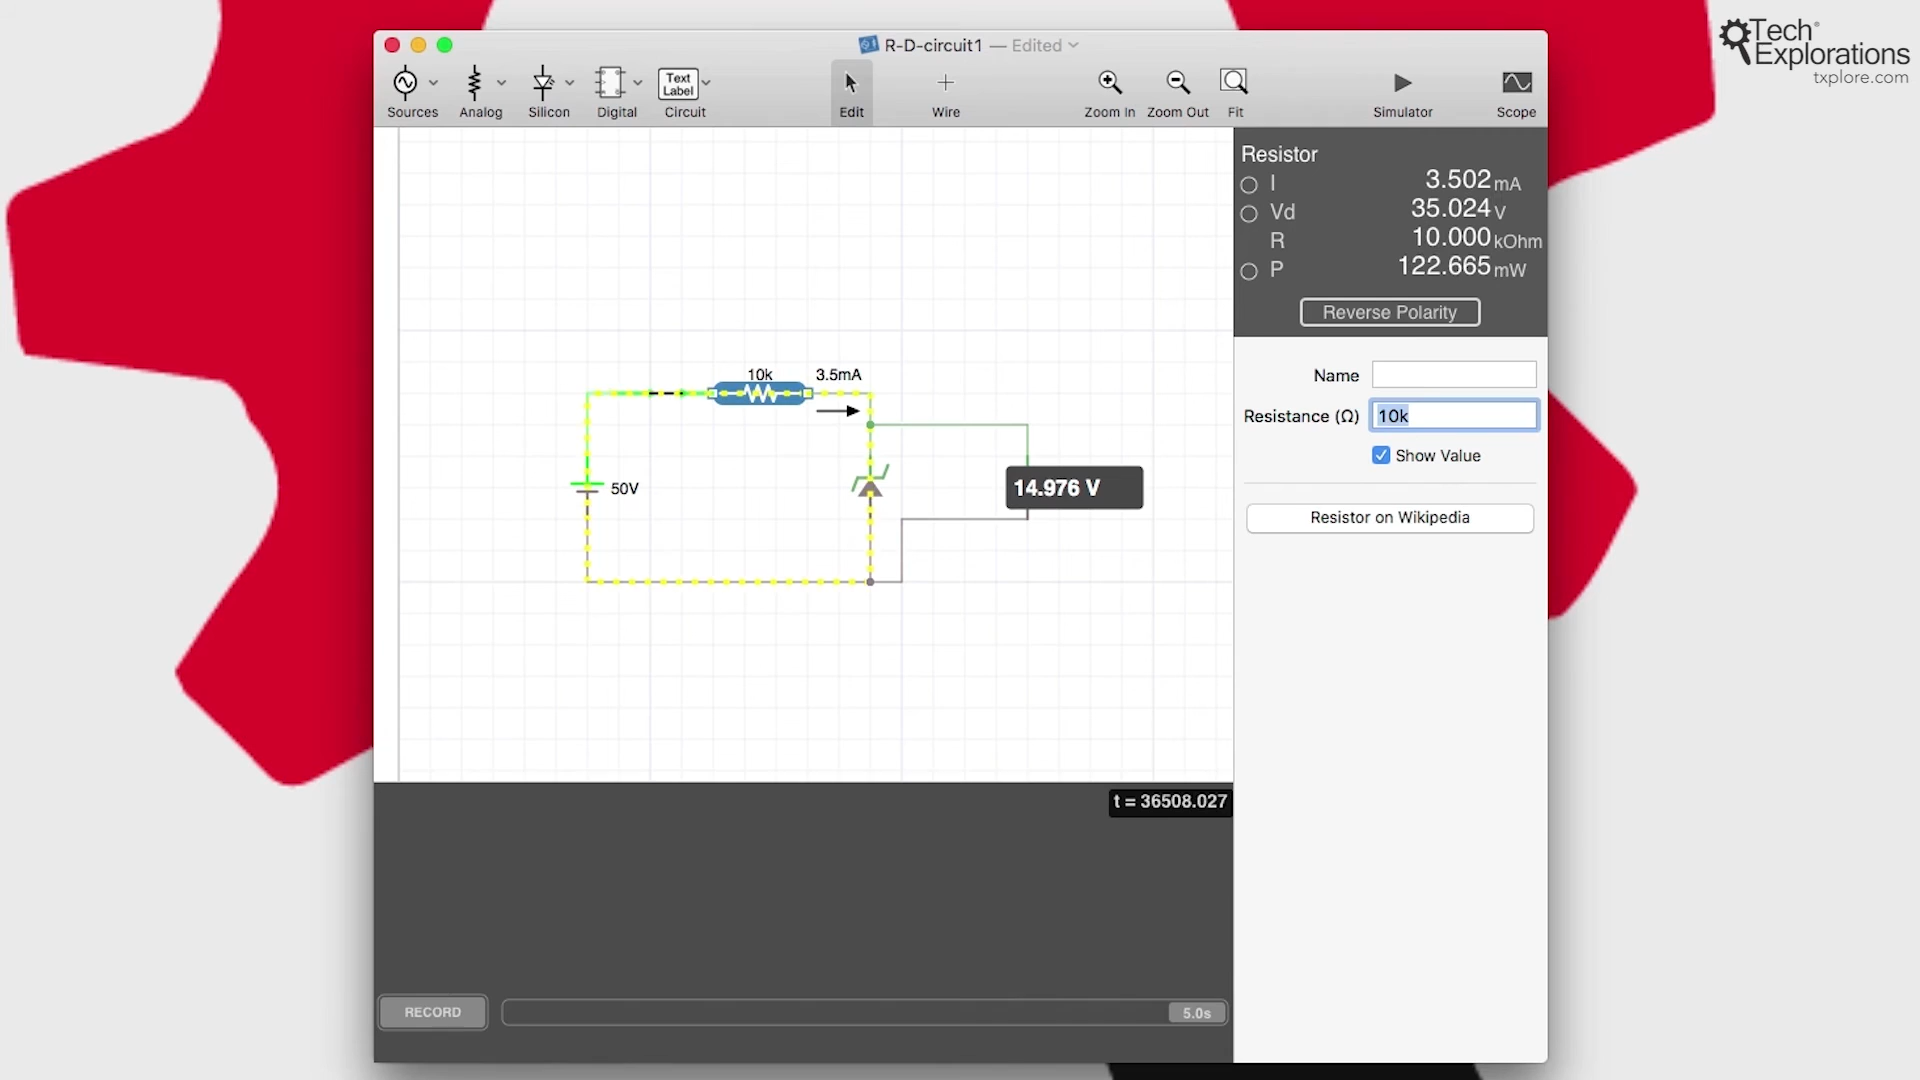 Tech
Explorations
txplore.com
R-D-circuit1 — Edited
Sources
Analog
Silicon
Digital
Text
Label
Circuit
Edit
Wire
Zoom In
Zoom Out
Fit
Simulator
Scope
Resistor
I 3.502 mA
Vd 35.024 V
R 10.000 kOhm
P 122.665 mW
Reverse Polarity
Name
Resistance (Ω) 10k
Show Value
Resistor on Wikipedia
10k
3.5mA
50V
14.976 V
t = 36508.027
RECORD
5.0s